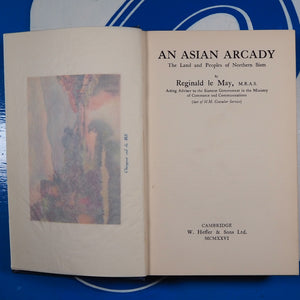 AN ASIAN ARCADY
The Land and Peoples of Northern Siam
by
Reginald le May, M.R.A.S.
Acting Adviser to the Siamese Government in the Ministry
of Commerce and Communications
(late of H.M. Consular Service)
CAMBRIDGE
W. Heffer & Sons Ltd.
MCMXXVI